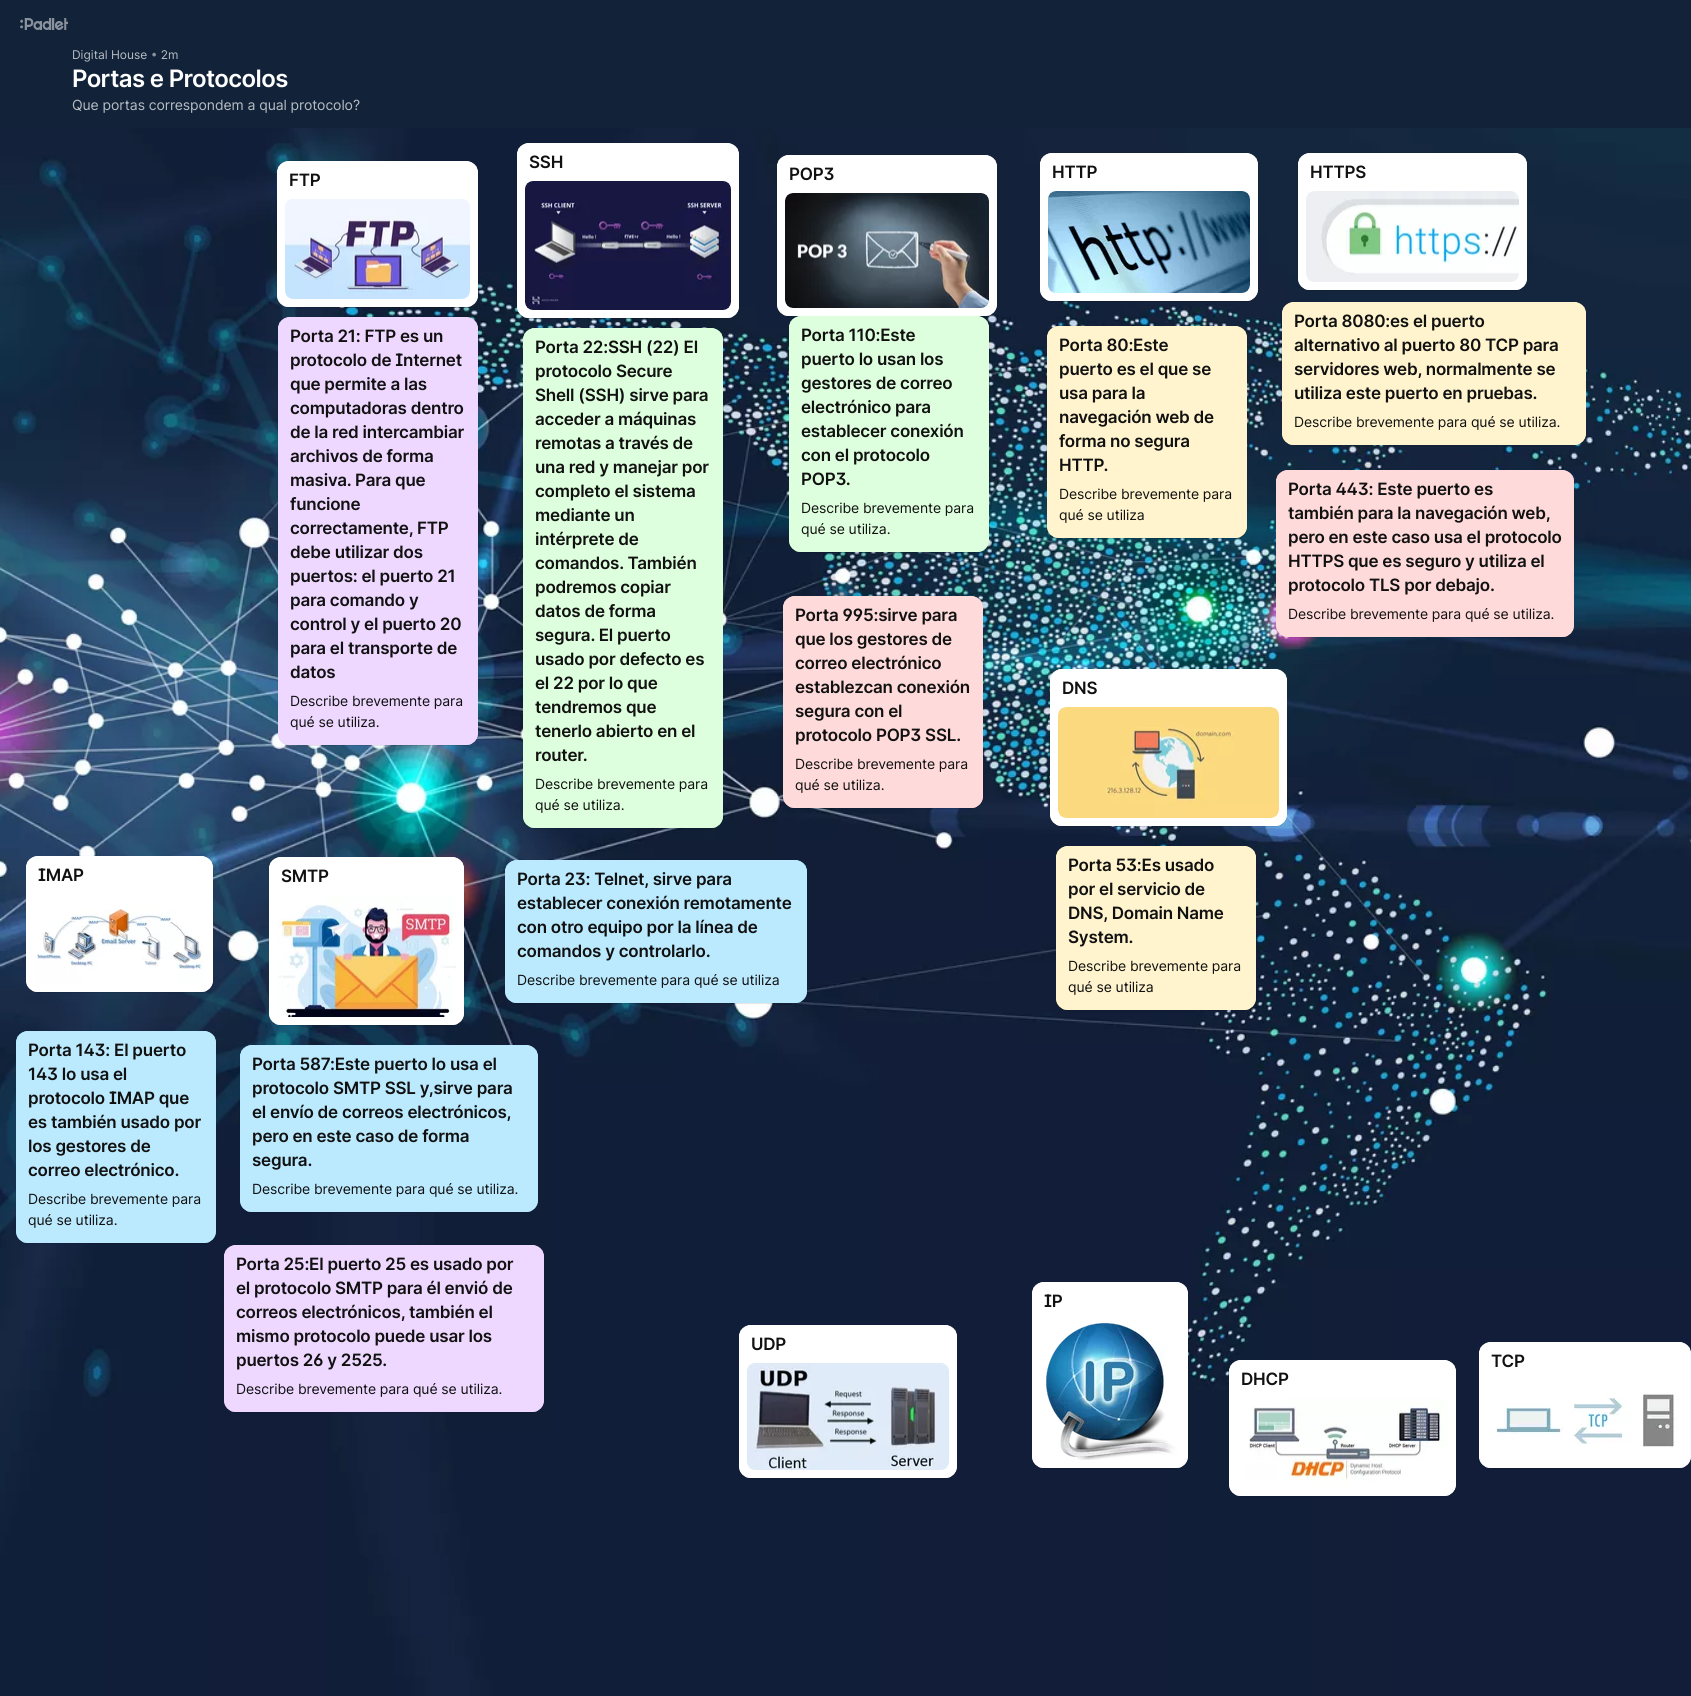 :Padlet
Digital House • 2m
Portas e Protocolos
Que portas correspondem a qual protocolo?
FTP
FTP
Porta 21: FTP es un
protocolo de Internet
que permite a las
computadoras dentro
de la red intercambiar
archivos de forma
masiva. Para que
funcione
correctamente, FTP
debe utilizar dos
puertos: el puerto 21
para comando y
control y el puerto 20
para el transporte de
datos
Describe brevemente para
qué se utiliza.
SSH
SSH CLIENT
SSH SERVER
Hello !
Hello !
Porta 22:SSH (22) El
protocolo Secure
Shell (SSH) sirve para
acceder a máquinas
remotas a través de
una red y manejar por
completo el sistema
mediante un
intérprete de
comandos. También
podremos copiar
datos de forma
segura. El puerto
usado por defecto es
el 22 por lo que
tendremos que
tenerlo abierto en el
router.
Describe brevemente para
qué se utiliza.
POP3
POP 3
Porta 110:Este
puerto lo usan los
gestores de correo
electrónico para
establecer conexión
con el protocolo
POP3.
Describe brevemente para
qué se utiliza.
Porta 995:sirve para
que los gestores de
correo electrónico
establezcan conexión
segura con el
protocolo POP3 SSL.
Describe brevemente para
qué se utiliza.
HTTP
http://www
Porta 80:Este
puerto es el que se
usa para la
navegación web de
forma no segura
HTTP.
Describe brevemente para
qué se utiliza
HTTPS
https://
Porta 8080:es el puerto
alternativo al puerto 80 TCP para
servidores web, normalmente se
utiliza este puerto en pruebas.
Describe brevemente para qué se utiliza.
Porta 443: Este puerto es
también para la navegación web,
pero en este caso usa el protocolo
HTTPS que es seguro y utiliza el
protocolo TLS por debajo.
Describe brevemente para qué se utiliza.
DNS
domain.com
216.3.128.12
Porta 53:Es usado
por el servicio de
DNS, Domain Name
System.
Describe brevemente para
qué se utiliza
IMAP
IMAP
IMAP
IMAP
IMAP
Email Server
SmartPhone
Desktop PC
Tablet
Desktop PC
Porta 143: El puerto
143 lo usa el
protocolo IMAP que
es también usado por
los gestores de
correo electrónico.
Describe brevemente para
qué se utiliza.
SMTP
SMTP
Porta 587:Este puerto lo usa el
protocolo SMTP SSL y,sirve para
el envío de correos electrónicos,
pero en este caso de forma
segura.
Describe brevemente para qué se utiliza.
Porta 25:El puerto 25 es usado por
el protocolo SMTP para él envió de
correos electrónicos, también el
mismo protocolo puede usar los
puertos 26 y 2525.
Describe brevemente para qué se utiliza.
Porta 23: Telnet, sirve para
establecer conexión remotamente
con otro equipo por la línea de
comandos y controlarlo.
Describe brevemente para qué se utiliza
UDP
UDP
Request
Response
Response
Client
Server
IP
IP
DHCP
DHCP Client
Router
DHCP Server
DHCP
Dynamic Host
Configuration Protocol
TCP
TCP